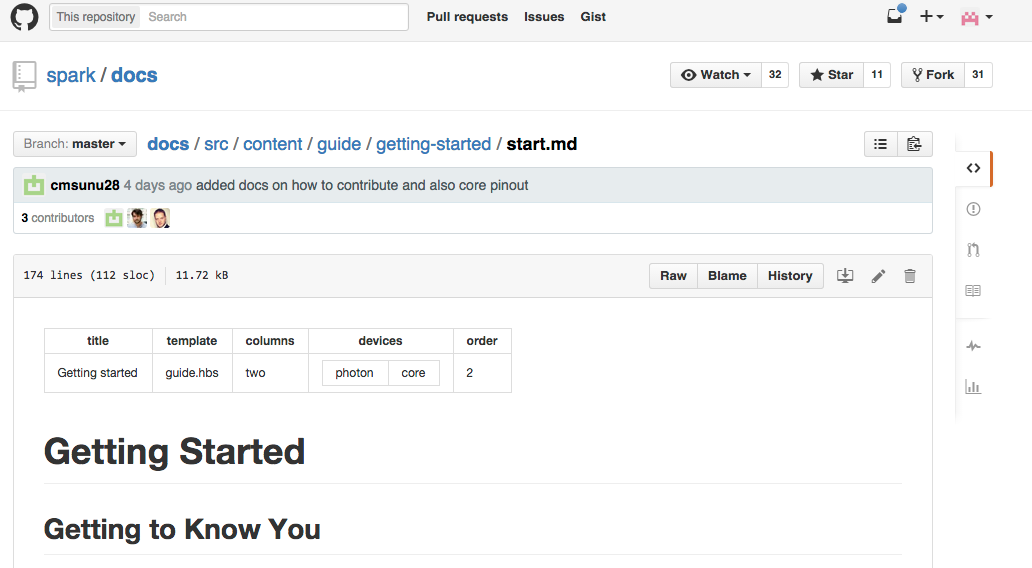 This repository Search Pull requests Issues Gist
spark / docs Watch 32 Star 11 Fork 31
Branch: master docs / src / content / guide / getting-started / start.md
cmsunu28 4 days ago added docs on how to contribute and also core pinout
3 contributors
174 lines (112 sloc) 11.72 kB Raw Blame History
title template columns devices order
Getting started guide.hbs two photon core 2
Getting Started
Getting to Know You